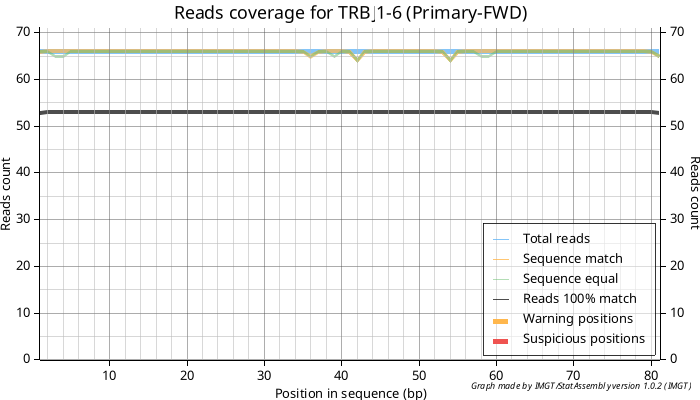 Reads coverage for TRBJ1-6 (Primary-FWD)
70 70
60 60
50 50
40 40
30 30
20 20
10 10
0 0
Reads count
Reads count
Total reads
Sequence match
Sequence equal
Reads 100% match
Warning positions
Suspicious positions
10 20 30 40 50 60 70 80
Position in sequence (bp)
Graph made by IMGT/StatAssembly version 1.0.2 (IMGT)